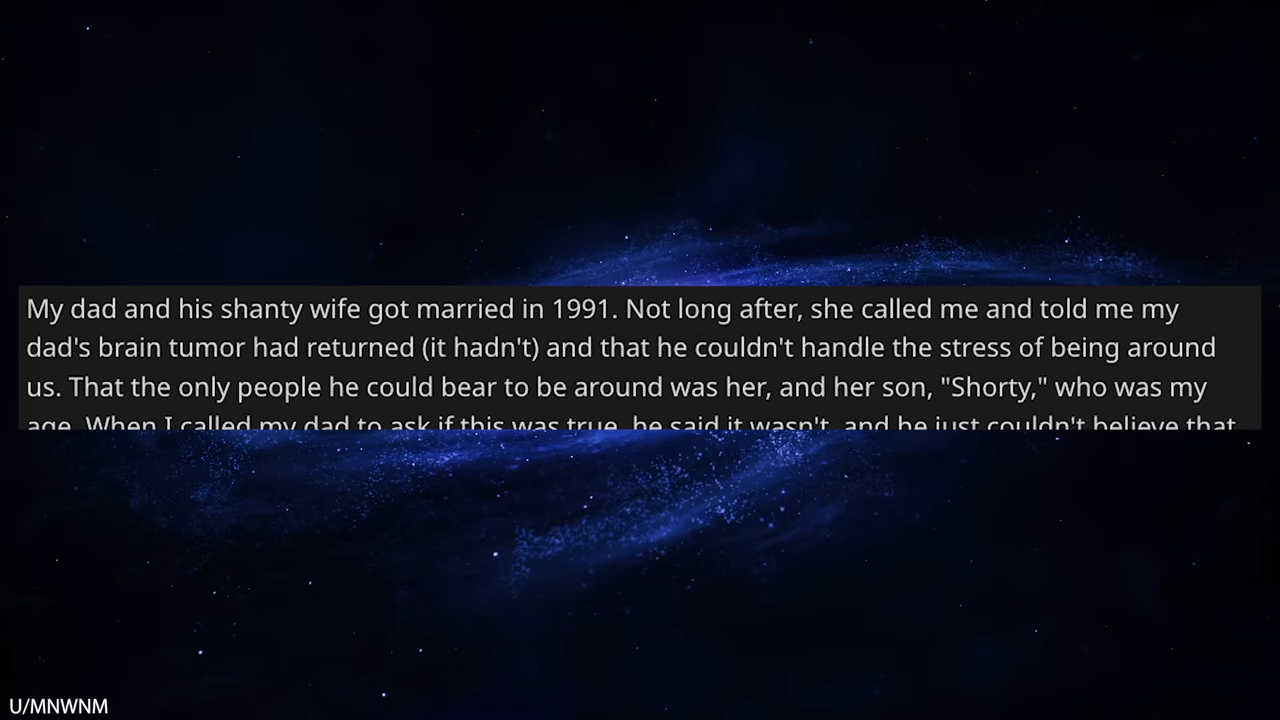 My dad and his shanty wife got married in 1991. Not long after, she called me and told me my
dad's brain tumor had returned (it hadn't) and that he couldn't handle the stress of being around
us. That the only people he could bear to be around was her, and her son, "Shorty," who was my
age. When I called my dad to ask if this was true, he said it wasn't, and he just couldn't believe that
U/MNWNM